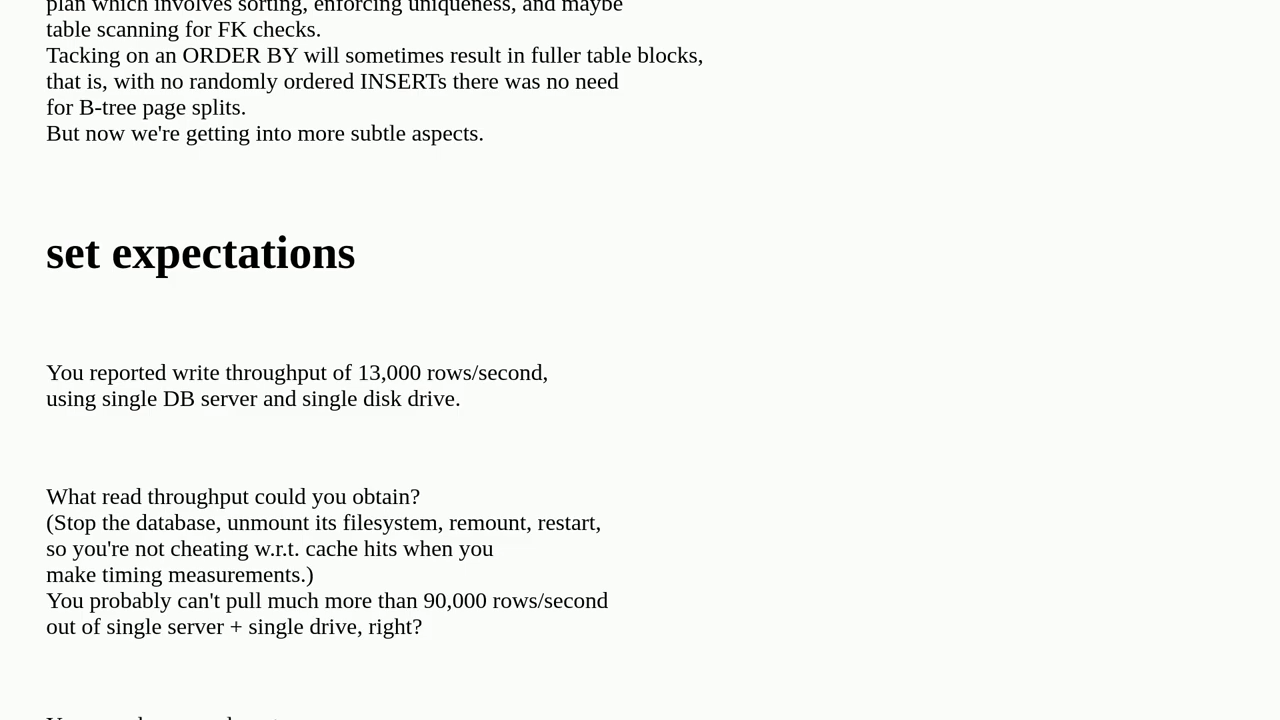 plan which involves sorting, enforcing uniqueness, and maybe
table scanning for FK checks.
Tacking on an ORDER BY will sometimes result in fuller table blocks,
that is, with no randomly ordered INSERTs there was no need
for B-tree page splits.
But now we're getting into more subtle aspects.
set expectations
You reported write throughput of 13,000 rows/second,
using single DB server and single disk drive.
What read throughput could you obtain?
(Stop the database, unmount its filesystem, remount, restart,
so you're not cheating w.r.t. cache hits when you
make timing measurements.)
You probably can't pull much more than 90,000 rows/second
out of single server + single drive, right?